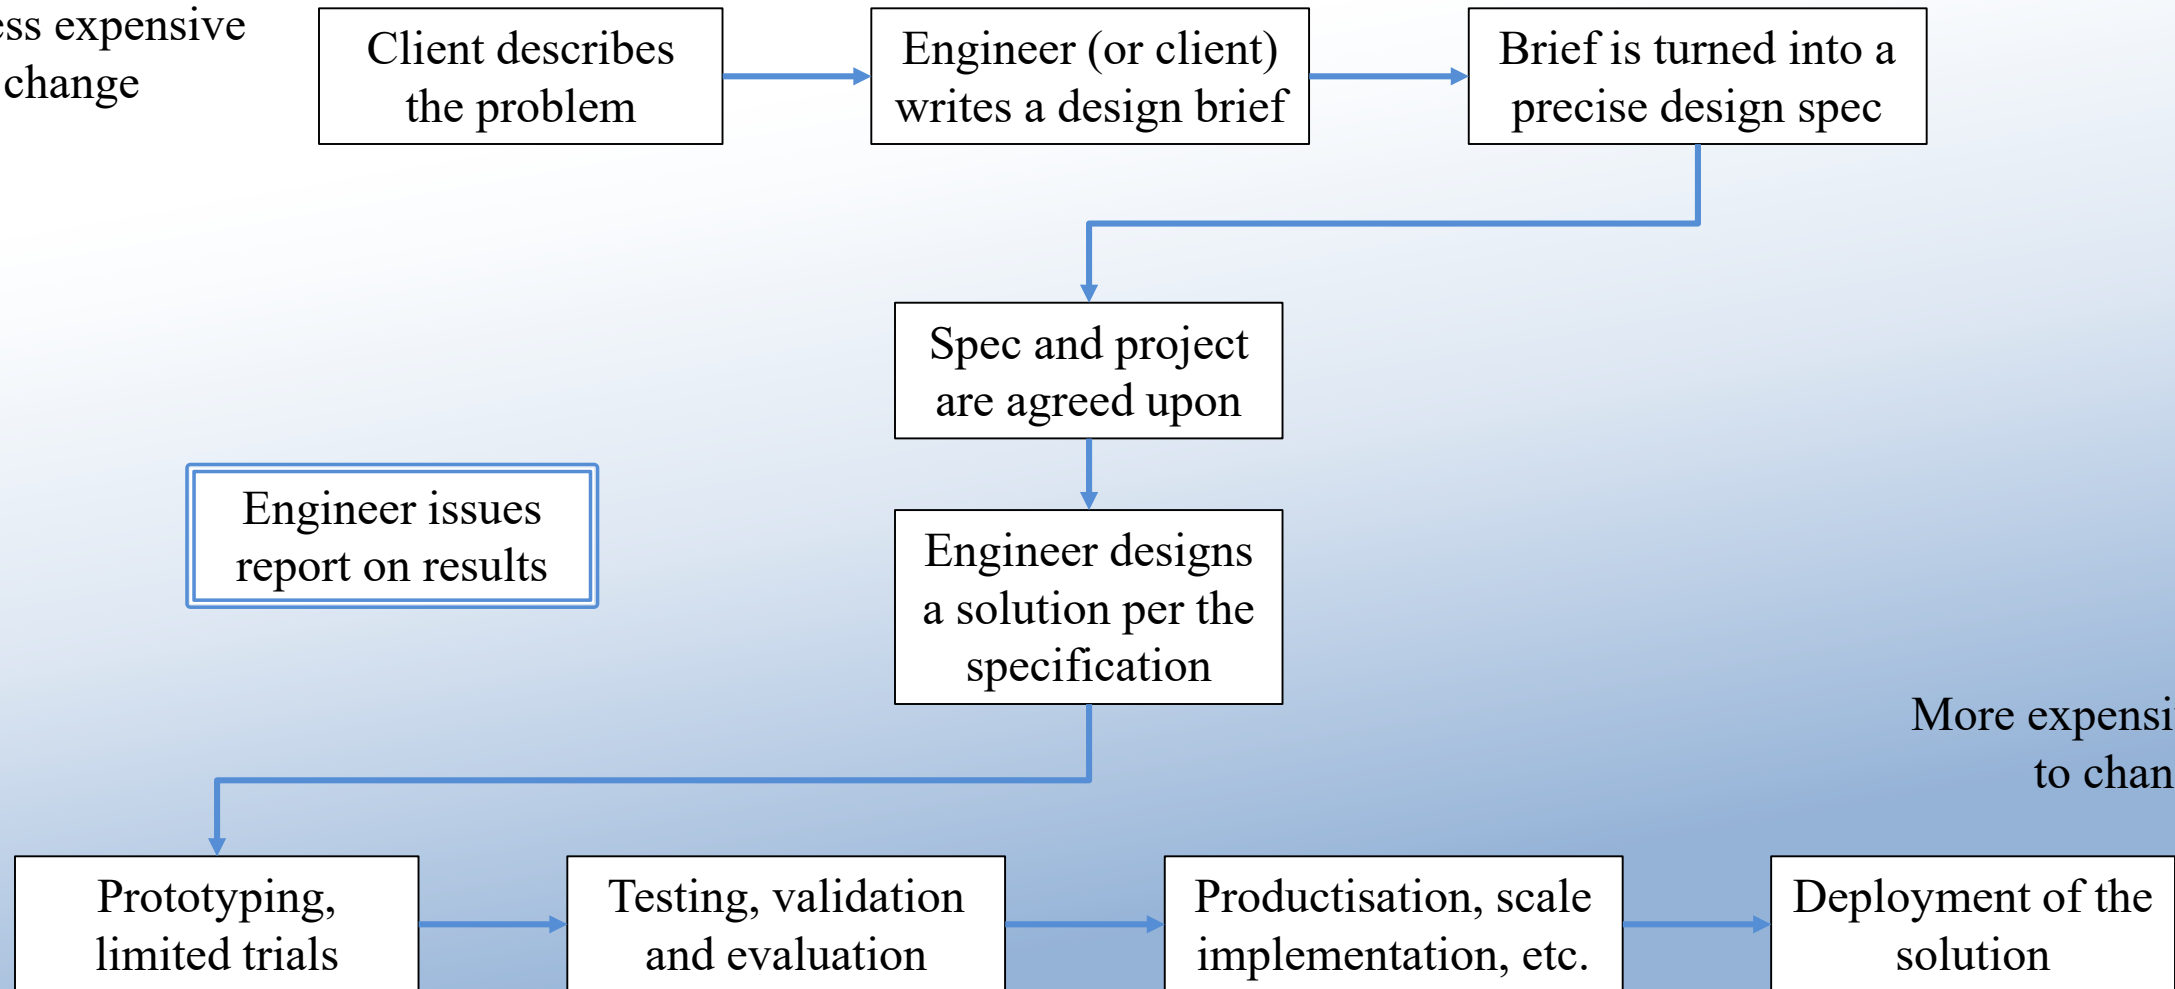 ess expensive
change
Client describes
the problem
Engineer (or client)
writes a design brief
Brief is turned into a
precise design spec
Spec and project
are agreed upon
Engineer issues
report on results
Engineer designs
a solution per the
specification
More expensi
to chan
Prototyping,
limited trials
Testing, validation
and evaluation
Productisation, scale
implementation, etc.
Deployment of the
solution